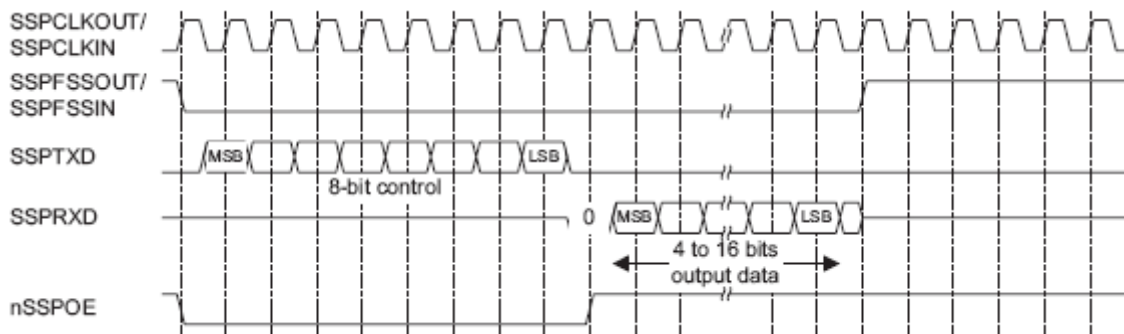 SSPCLKOUT/
SSPCLKIN
SSPFSSOUT/
SSPFSSIN
SSPTXD
MSB
LSB
8-bit control
SSPRXD
0
MSB
LSB
4 to 16 bits
output data
nSSPOE